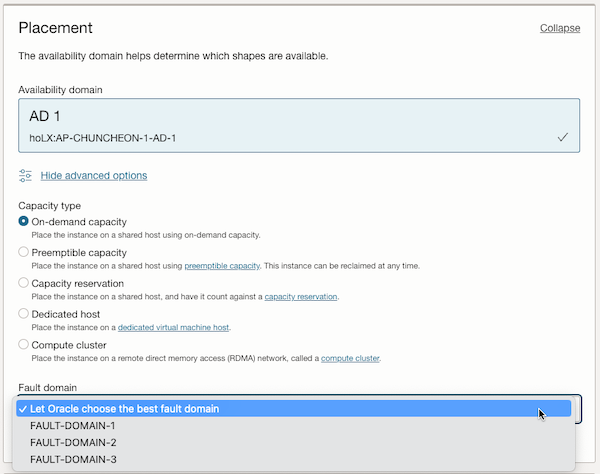 Placement
Collapse
The availability domain helps determine which shapes are available.
Availability domain
AD 1
hoLX:AP-CHUNCHEON-1-AD-1
Hide advanced options
Capacity type
On-demand capacity
Place the instance on a shared host using on-demand capacity.
Preemptible capacity
Place the instance on a shared host using preemptible capacity. This instance can be reclaimed at any time.
Capacity reservation
Place the instance on a shared host, and have it count against a capacity reservation.
Dedicated host
Place the instance on a dedicated virtual machine host.
Compute cluster
Place the instance on a remote direct memory access (RDMA) network, called a compute cluster.
Fault domain
Let Oracle choose the best fault domain
FAULT-DOMAIN-1
FAULT-DOMAIN-2
FAULT-DOMAIN-3